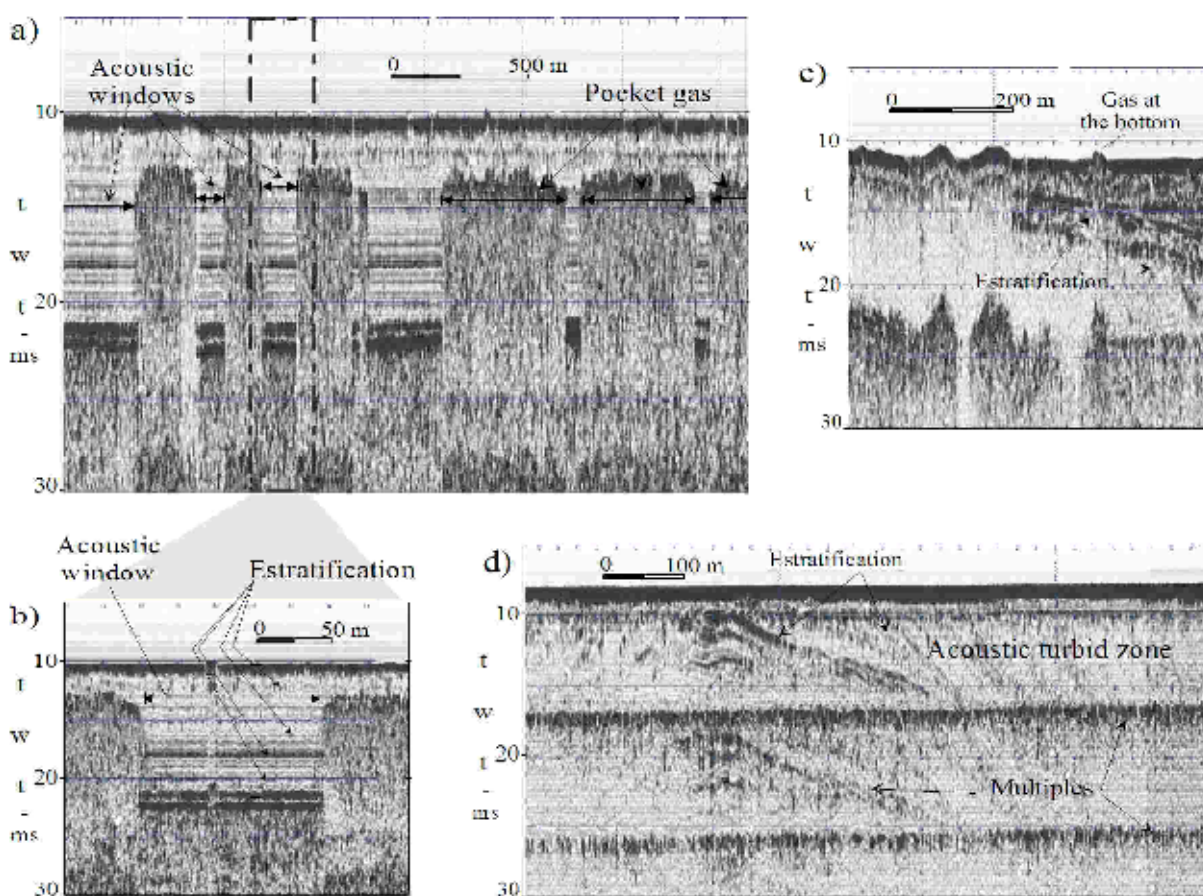 a)
0 500 m
Acoustic
windows
Pocket gas
10
t
w
t
-
ms
20
30
c)
0 200 m
Gas at
the bottom
10
t
w
t
-
ms
20
30
Estratification
b)
Acoustic
window
Estratification
0 50 m
10
t
w
t
-
ms
20
30
d)
0 100 m
Estratification
10
t
w
t
-
ms
20
30
Acoustic turbid zone
Multiples